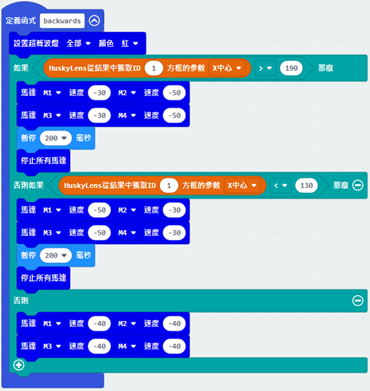 定義函式 backwards
設置超聲波燈 全部 顏色 紅
如果 HuskyLens從結果中獲取ID 1 方框的參數 X中心 > 190 那麼
馬達 M1 速度 -30 M2 速度 -50
馬達 M3 速度 -30 M4 速度 -50
暫停 200 毫秒
停止所有馬達
否則如果 HuskyLens從結果中獲取ID 1 方框的參數 X中心 < 130 那麼
馬達 M1 速度 -50 M2 速度 -30
馬達 M3 速度 -50 M4 速度 -30
暫停 200 毫秒
停止所有馬達
否則
馬達 M1 速度 -40 M2 速度 -40
馬達 M3 速度 -40 M4 速度 -40